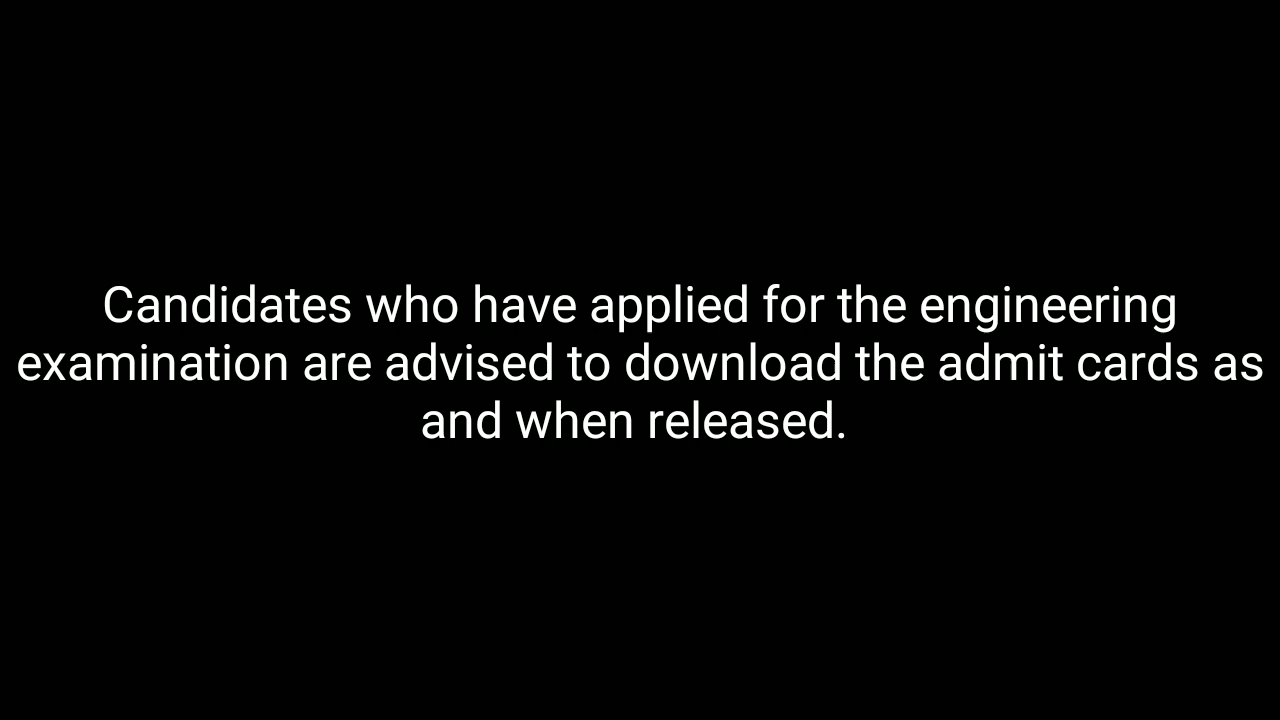 Candidates who have applied for the engineering
examination are advised to download the admit cards as
and when released.